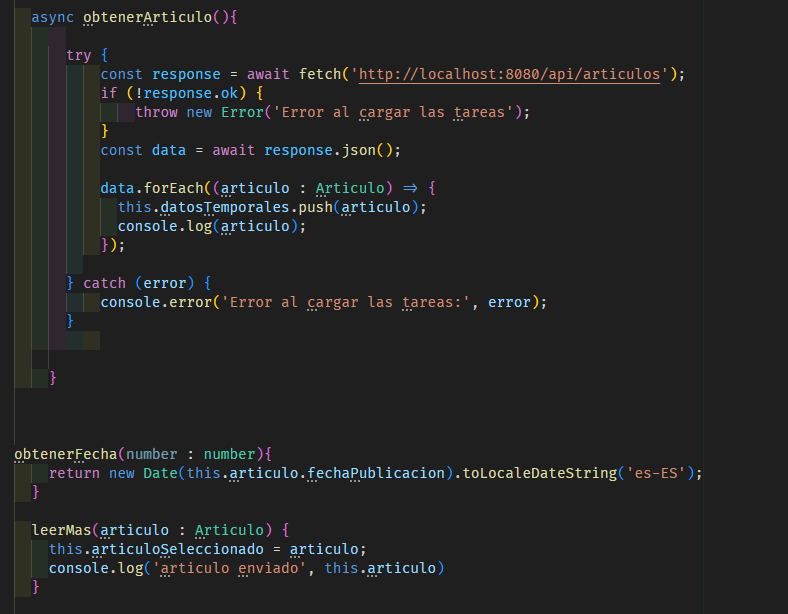 async obtenerArticulo(){
try {
const response = await fetch('http://localhost:8080/api/articulos');
if (!response.ok) {
throw new Error('Error al cargar las tareas');
}
const data = await response.json();
data.forEach((articulo : Articulo) => {
this.datosTemporales.push(articulo);
console.log(articulo);
});
} catch (error) {
console.error('Error al cargar las tareas:', error);
}
}
obtenerFecha(number : number){
return new Date(this.articulo.fechaPublicacion).toLocaleDateString('es-ES');
}
leerMas(articulo : Articulo) {
this.articuloSeleccionado = articulo;
console.log('articulo enviado', this.articulo)
}